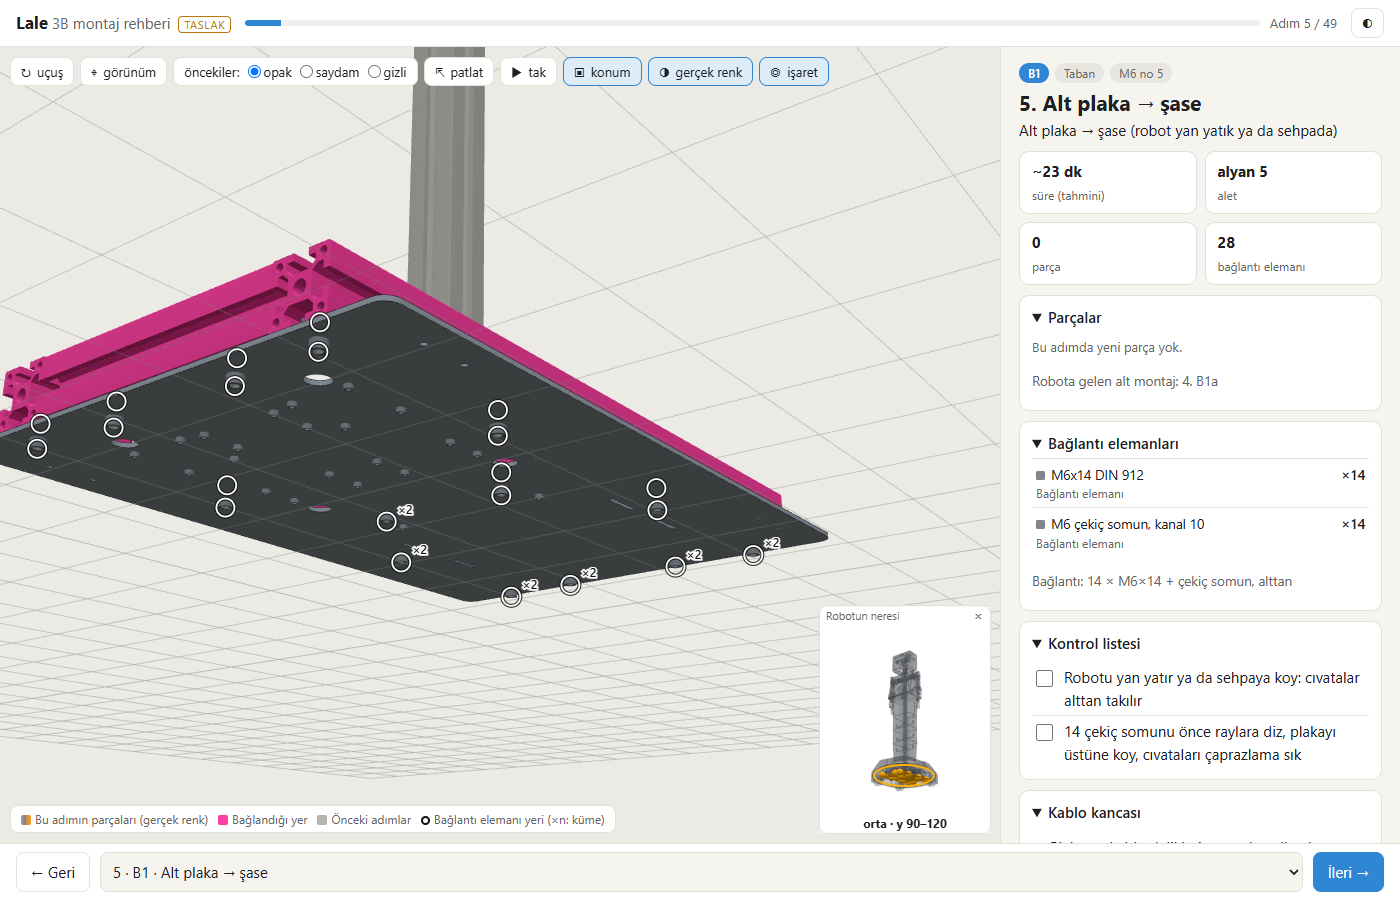 Lale 3B montaj rehberi TASLAK
Adım 5 / 49
↻ uçuş
⌖ görünüm
öncekiler: opak saydam gizli
⇱ patlat
▶ tak
▣ konum
◑ gerçek renk
◎ işaret
×2
×2
×2
×2
×2
×2
Robotun neresi ×
orta · y 90–120
Bu adımın parçaları (gerçek renk) Bağlandığı yer Önceki adımlar Bağlantı elemanı yeri (×n: küme)
B1 Taban M6 no 5
5. Alt plaka → şase
Alt plaka → şase (robot yan yatık ya da sehpada)
~23 dk
süre (tahmini)
alyan 5
alet
0
parça
28
bağlantı elemanı
▼ Parçalar
Bu adımda yeni parça yok.
Robota gelen alt montaj: 4. B1a
▼ Bağlantı elemanları
M6x14 DIN 912 ×14
Bağlantı elemanı
M6 çekiç somun, kanal 10 ×14
Bağlantı elemanı
Bağlantı: 14 × M6×14 + çekiç somun, alttan
▼ Kontrol listesi
Robotu yan yatır ya da sehpaya koy: cıvatalar
alttan takılır
14 çekiç somunu önce raylara diz, plakayı
üstüne koy, cıvataları çaprazlama sık
▼ Kablo kancası
← Geri
5 · B1 · Alt plaka → şase
İleri →